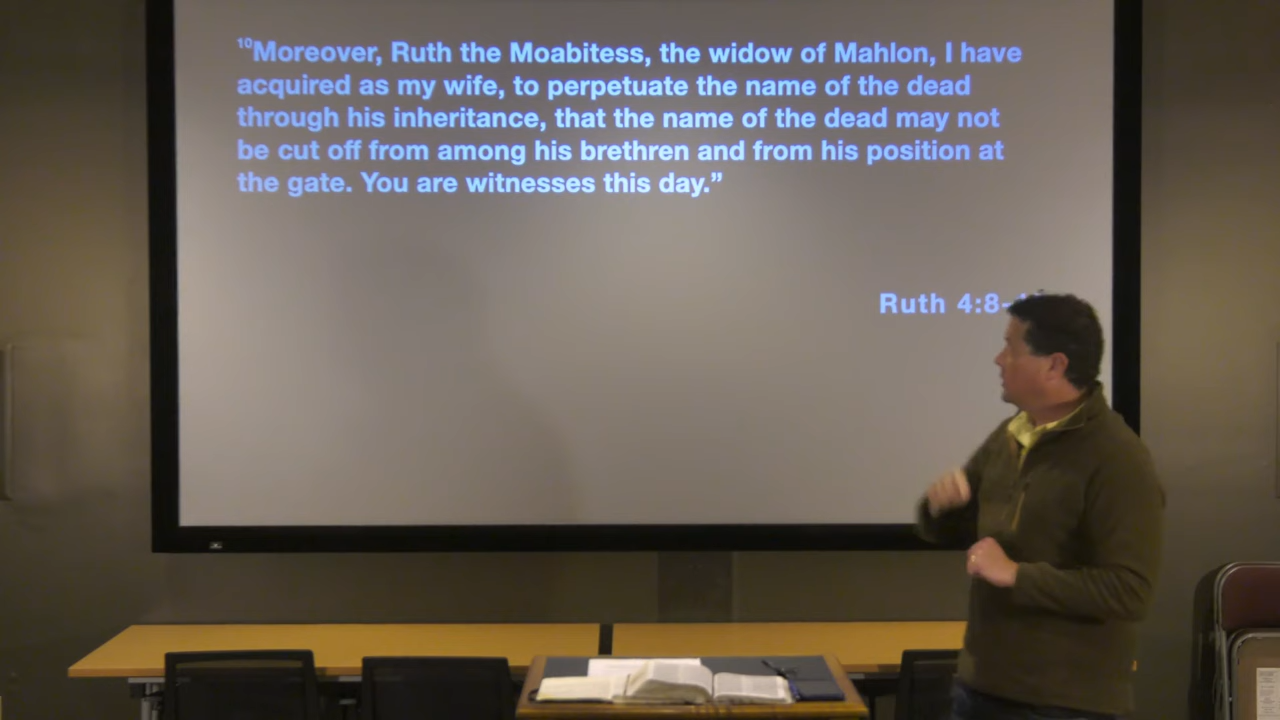 ¹⁰Moreover, Ruth the Moabitess, the widow of Mahlon, I have
acquired as my wife, to perpetuate the name of the dead
through his inheritance, that the name of the dead may not
be cut off from among his brethren and from his position at
the gate. You are witnesses this day.”
Ruth 4:8-